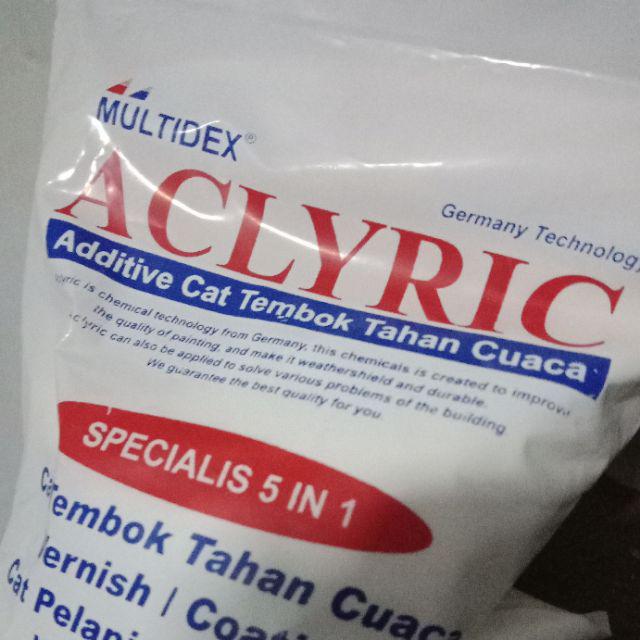 MULTIDEX®
Germany Technology
ACLYRIC
Additive Cat Tembok Tahan Cuaca
is chemical technology from Germany, this chemicals is created to improve
the quality of painting, and make it weathershield and durable.
can also be applied to solve various problems of the building
We guarantee the best quality for you.
SPECIALIS 5 IN 1
Cat Tembok Tahan Cuaca
Vernish / Coati
Cat Pelapi